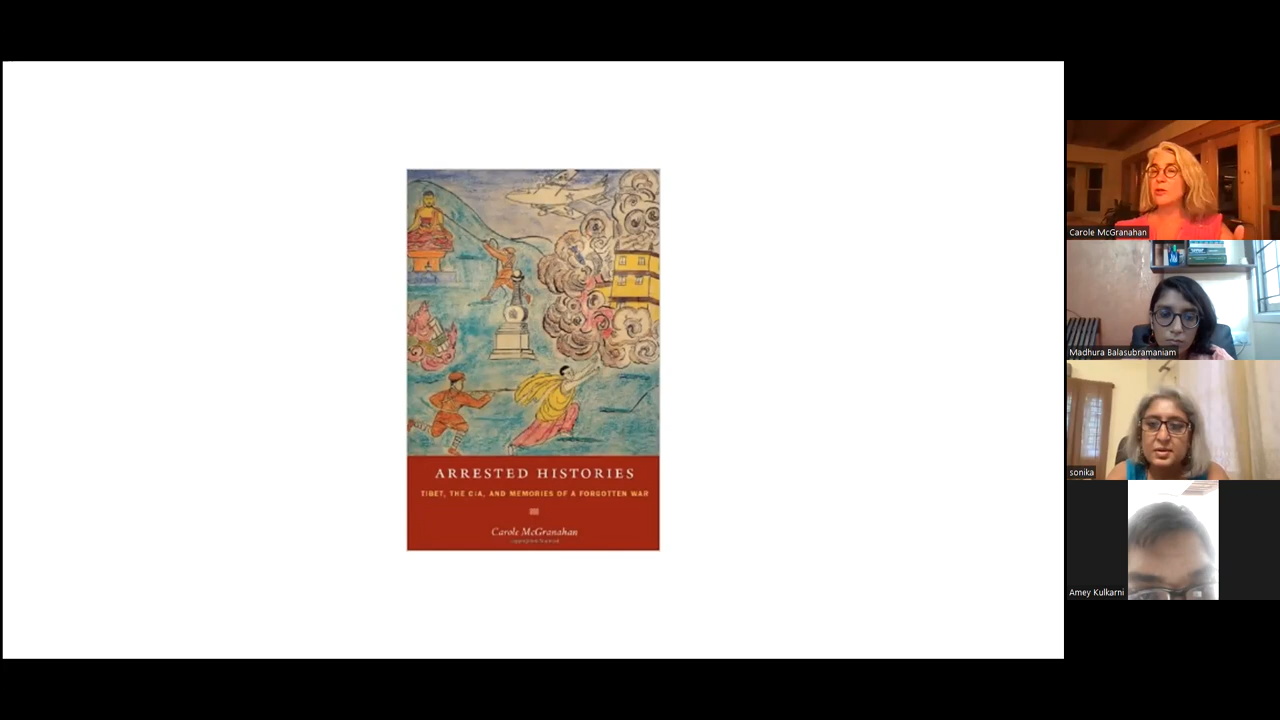 ARRESTED HISTORIES
TIBET, THE CIA, AND MEMORIES OF A FORGOTTEN WAR
Carole McGranahan
Carole McGranahan
Madhura Balasubramaniam
sonika
Amey Kulkarni